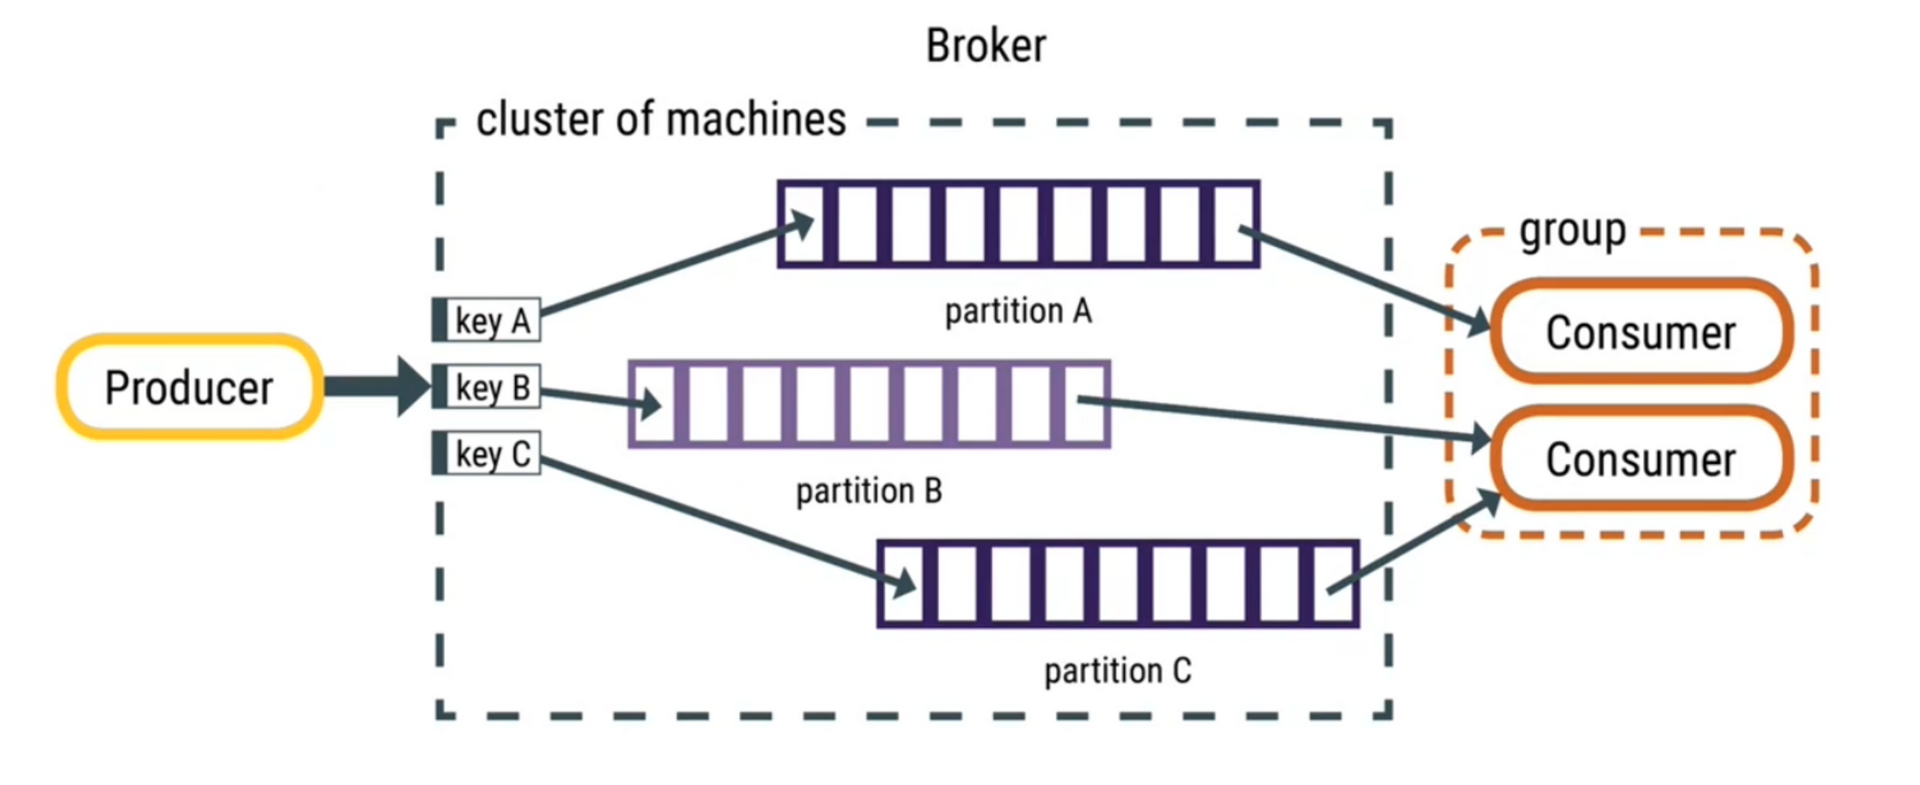 Broker
cluster of machines
group
key A
partition A
Consumer
Producer
key B
key C
partition B
Consumer
partition C